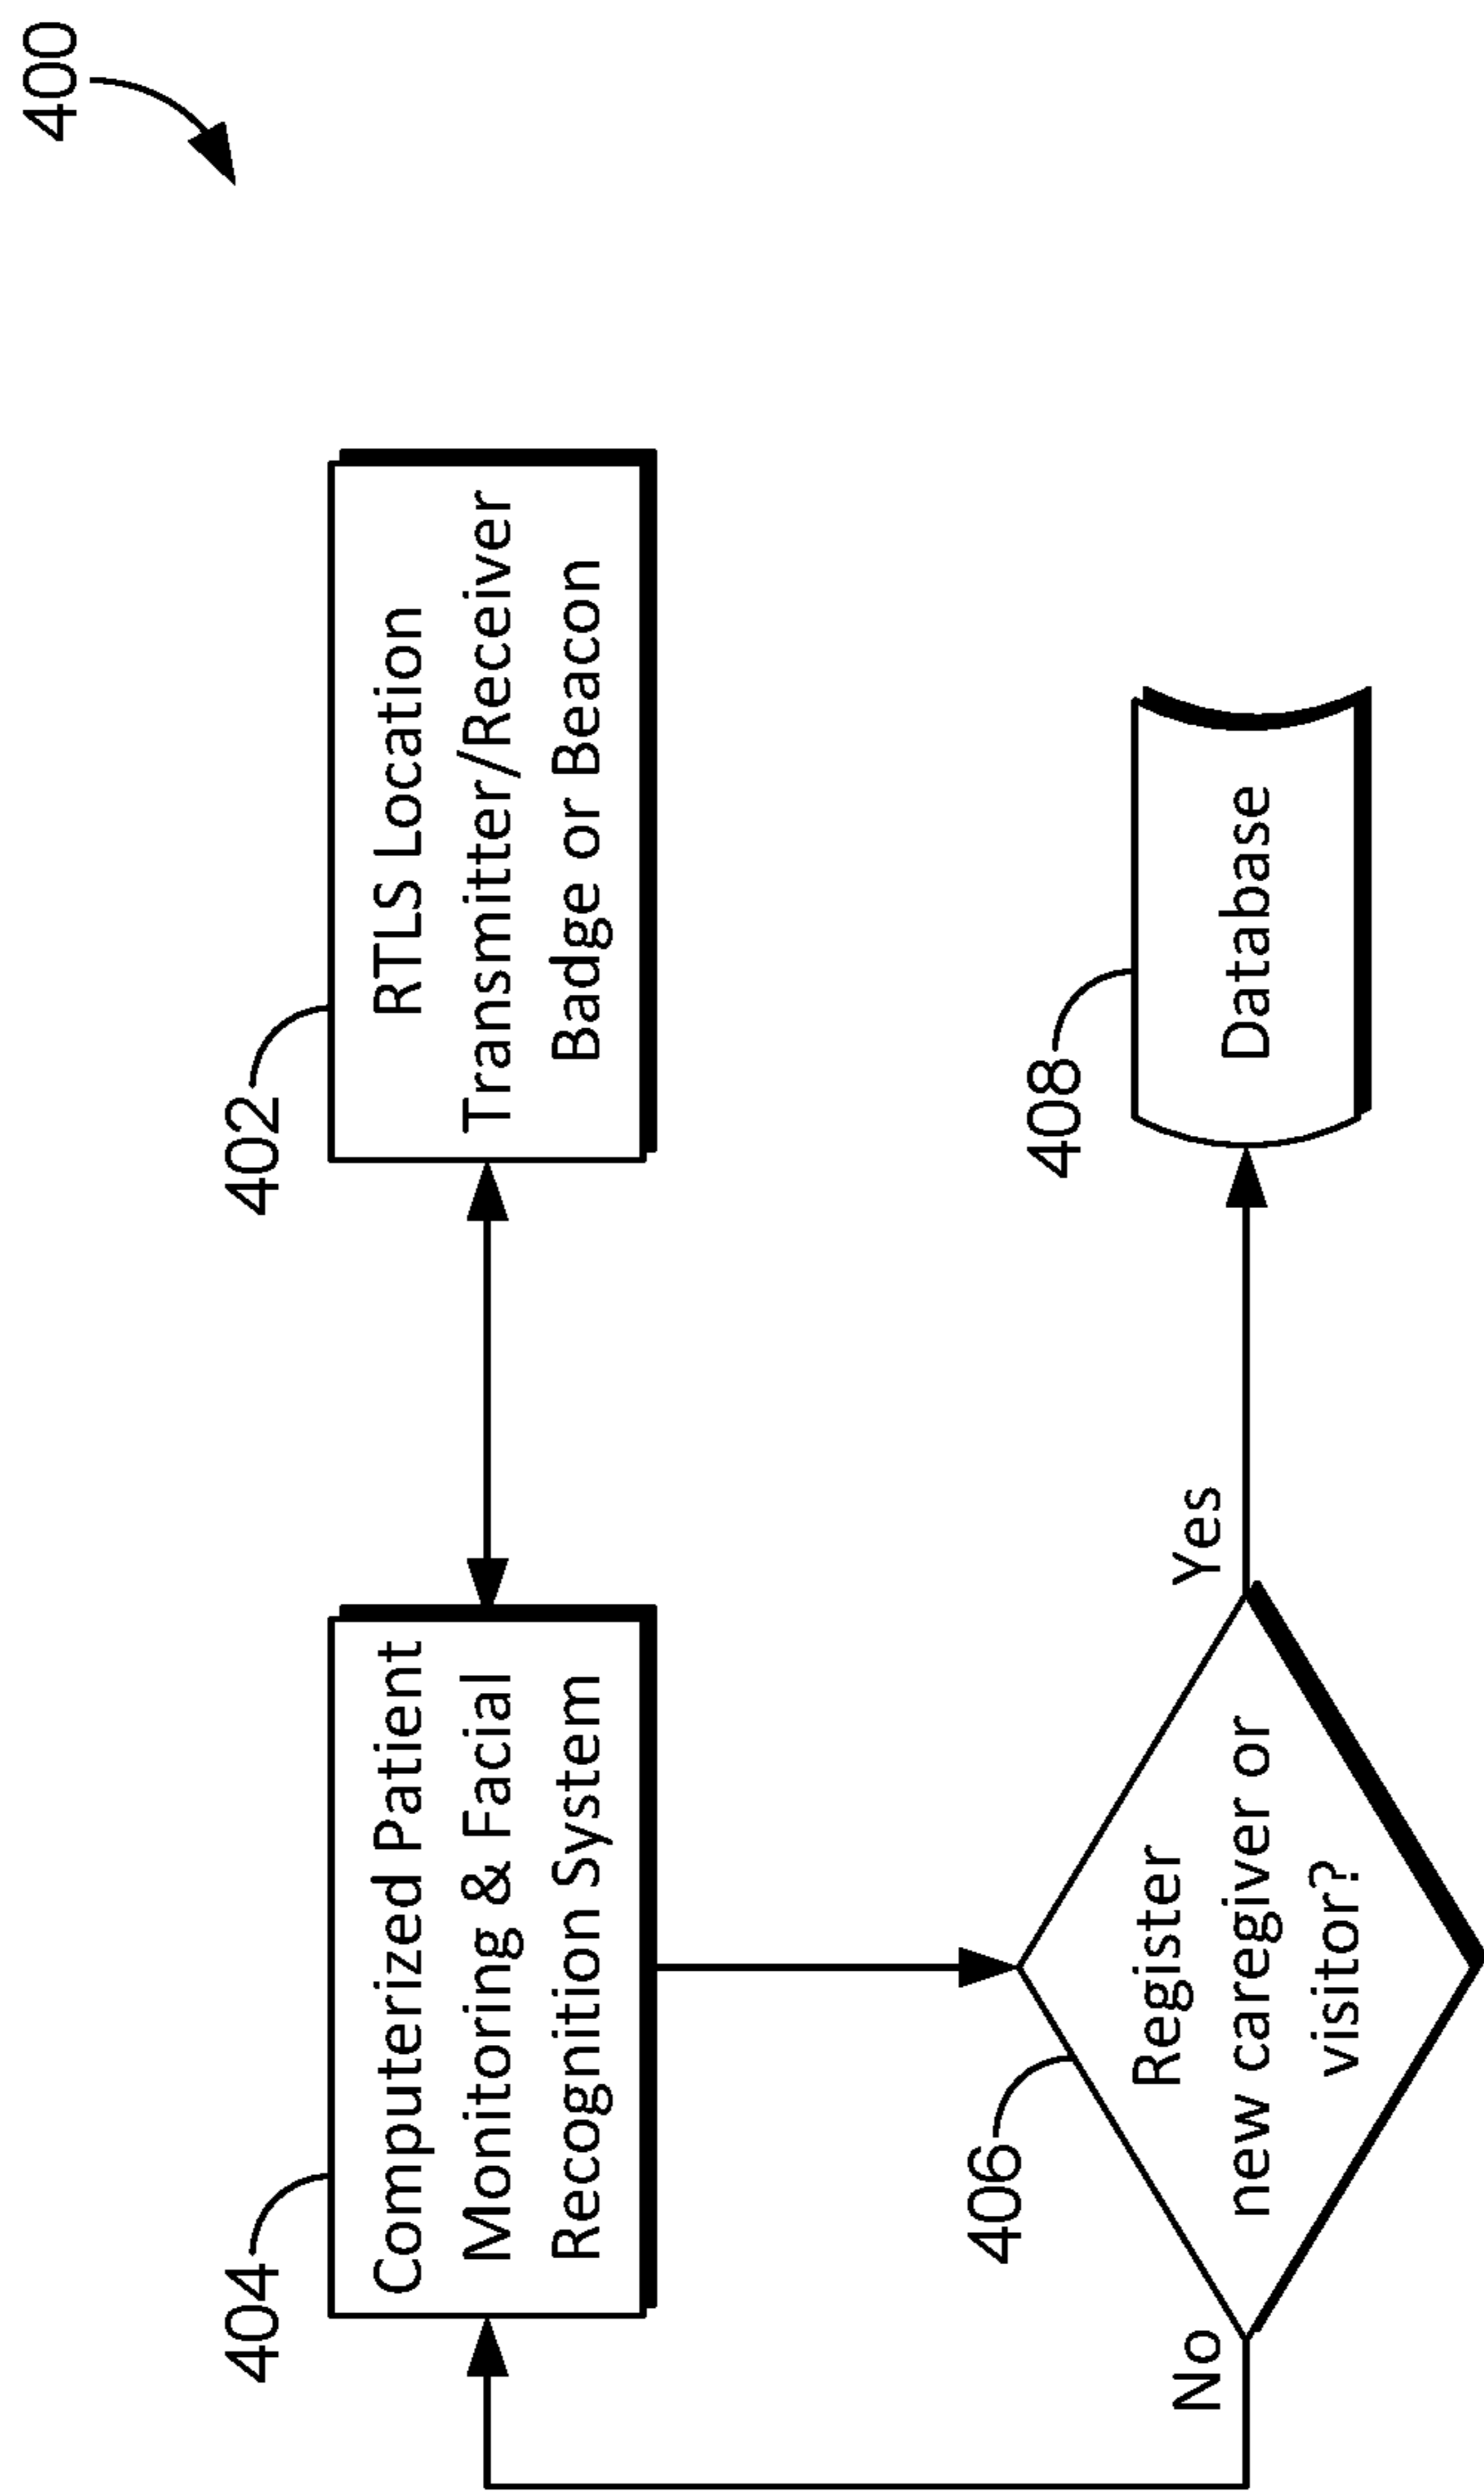 400
404
Computerized Patient
Monitoring & Facial
Recognition System
402
RTLS Location
Transmitter/Receiver
Badge or Beacon
406
Register
new caregiver or
visitor?
No
Yes
408
Database